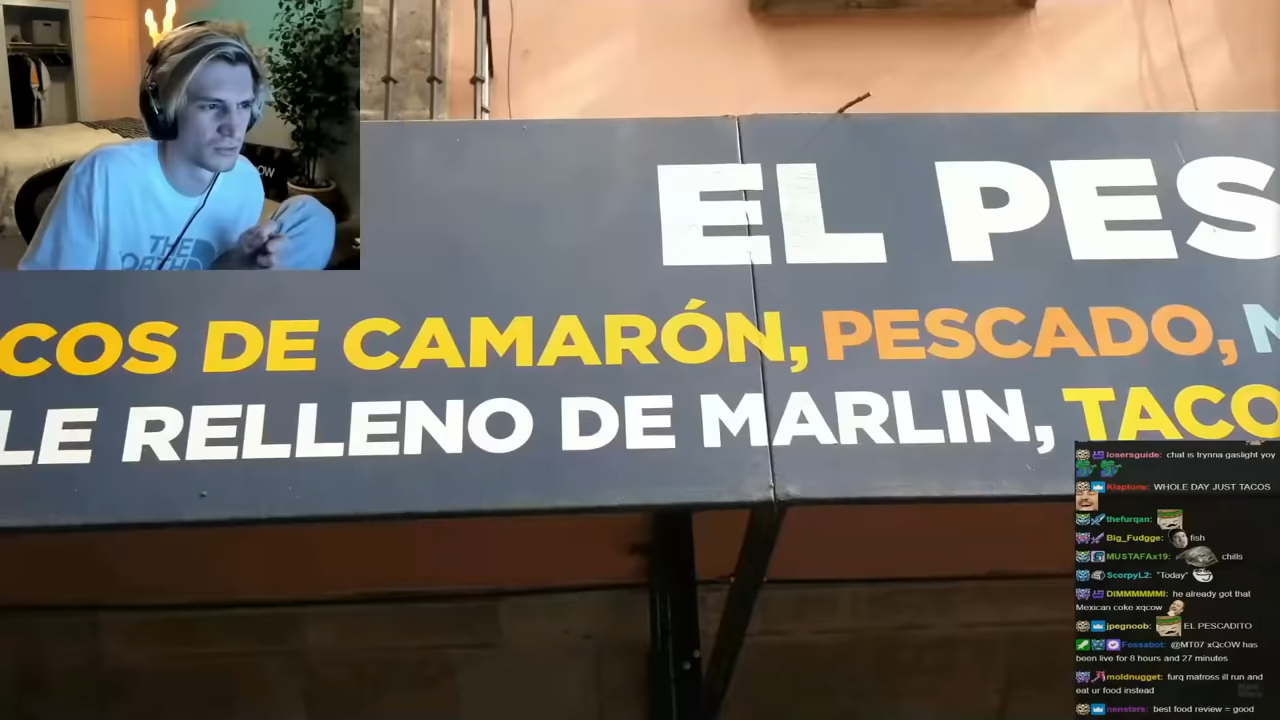 EL PES
COS DE CAMARÓN, PESCADO,
LE RELLENO DE MARLIN, TACO
THE
losersguide: chat is trynna gaslight yoy
Klaptons: WHOLE DAY JUST TACOS
thefurqan:
Big_Fudgge: fish
MUSTAFAx19: chills
ScorpyL2: "Today"
DIMMMMMMI: he already got that
Mexican coke xqcow
jpegnoob: EL PESCADITO
Fossabot: @MT07 xQcOW has
been live for 8 hours and 27 minutes
moldnugget: furq matross ill run and
eat ur food instead
nenstars: best food review = good